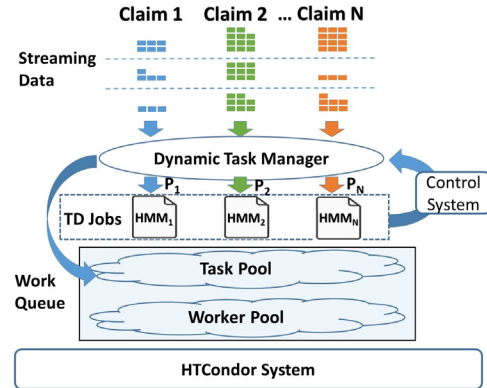 Claim 1 Claim 2 ... Claim N
Streaming
Data
Dynamic Task Manager
P1 P2 PN
Control
System
TD Jobs
HMM1 HMM2 HMMN
Task Pool
Work
Queue
Worker Pool
HTCondor System